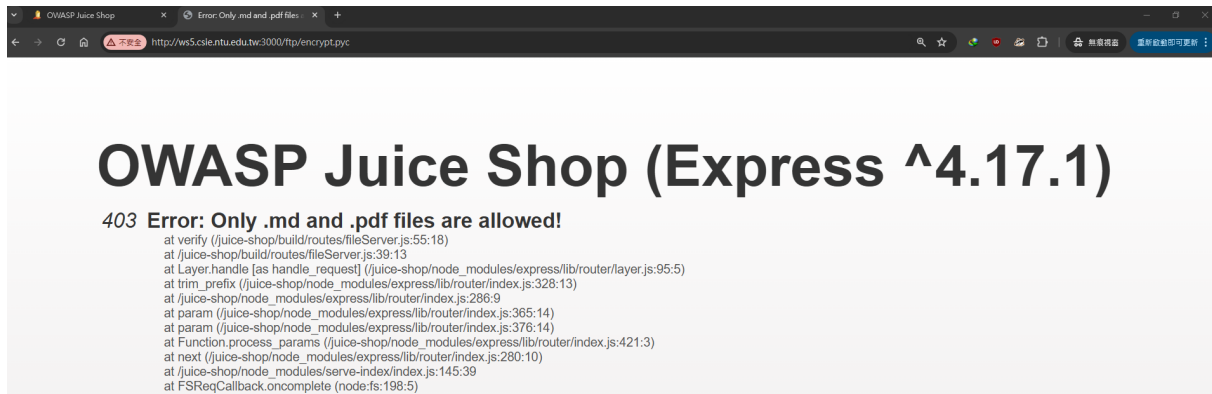 OWASP Juice Shop
Error: Only .md and .pdf files a
不安全 http://ws5.csie.ntu.edu.tw:3000/ftp/encrypt.pyc
無痕視窗
重新啟動即可更新
OWASP Juice Shop (Express ^4.17.1)
403 Error: Only .md and .pdf files are allowed!
at verify (/juice-shop/build/routes/fileServer.js:55:18)
at /juice-shop/build/routes/fileServer.js:39:13
at Layer.handle [as handle_request] (/juice-shop/node_modules/express/lib/router/layer.js:95:5)
at trim_prefix (/juice-shop/node_modules/express/lib/router/index.js:328:13)
at /juice-shop/node_modules/express/lib/router/index.js:286:9
at param (/juice-shop/node_modules/express/lib/router/index.js:365:14)
at param (/juice-shop/node_modules/express/lib/router/index.js:376:14)
at Function.process_params (/juice-shop/node_modules/express/lib/router/index.js:421:3)
at next (/juice-shop/node_modules/express/lib/router/index.js:280:10)
at /juice-shop/node_modules/serve-index/index.js:145:39
at FSReqCallback.oncomplete (node:fs:198:5)